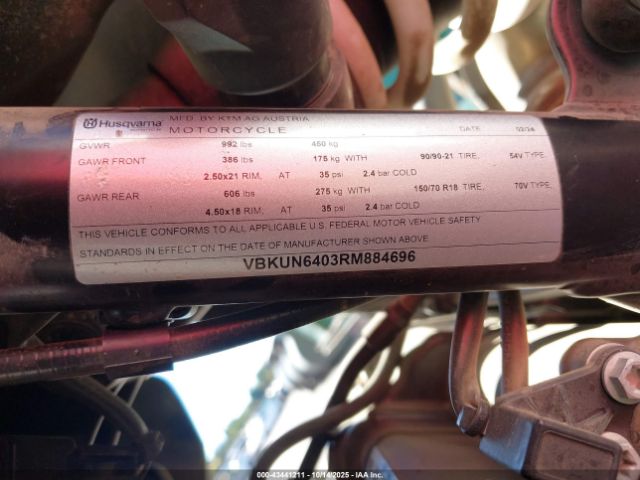 Husqvarna MFD. BY KTM AG AUSTRIA
MOTORCYCLE DATE 02/24
GVWR 992 lbs 450 kg
GAWR FRONT 386 lbs 175 kg WITH 90/90-21 TIRE, 54V TYPE,
2.50x21 RIM, AT 35 psi 2.4 bar COLD
GAWR REAR 606 lbs 275 kg WITH 150/70 R18 TIRE, 70V TYPE,
4.50x18 RIM, AT 35 psi 2.4 bar COLD
THIS VEHICLE CONFORMS TO ALL APPLICABLE U.S. FEDERAL MOTOR VEHICLE SAFETY
STANDARDS IN EFFECT ON THE DATE OF MANUFACTURER SHOWN ABOVE
VBKUN6403RM884696
000-43441211 - 10/14/2025 - IAA Inc.